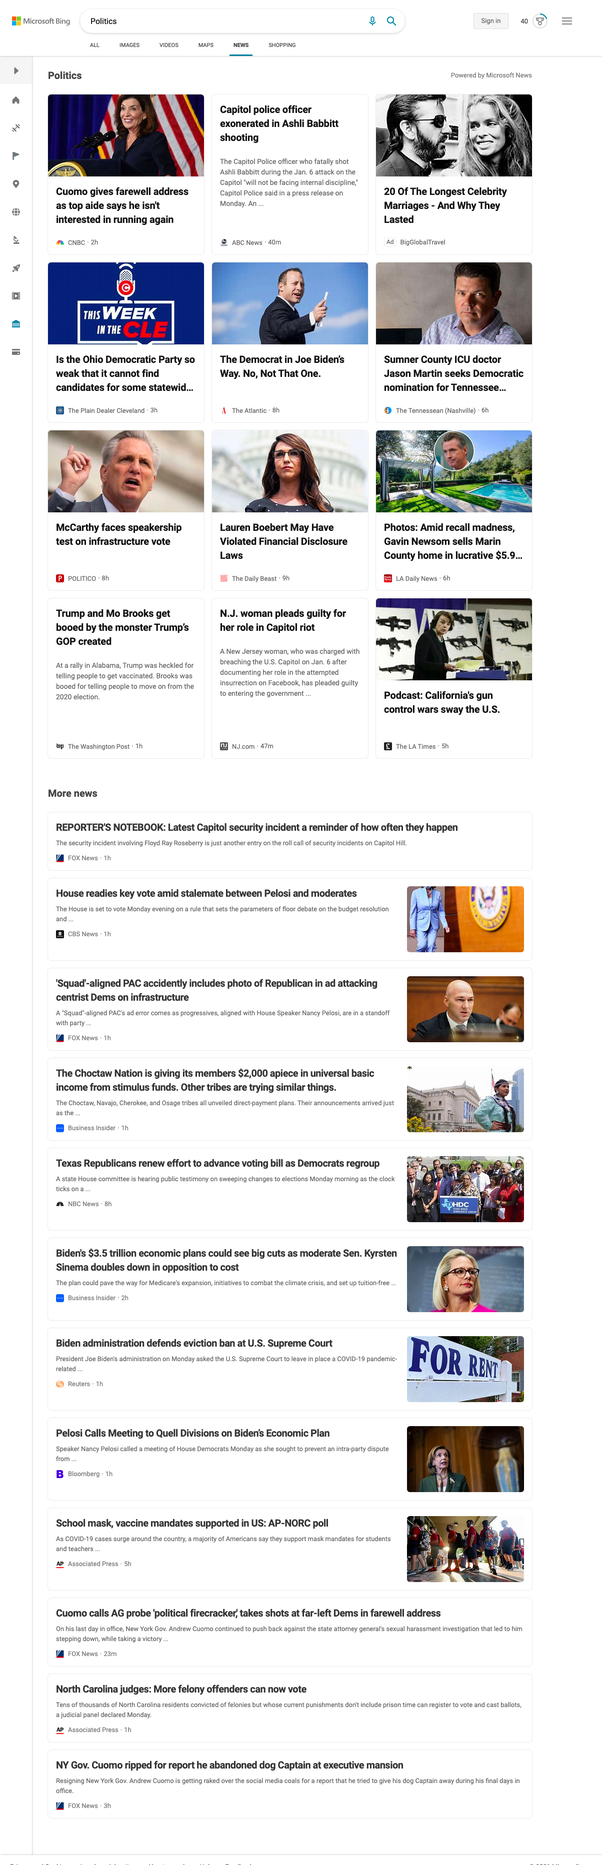 Microsoft Bing
Politics
Sign in
40
ALL
IMAGES
VIDEOS
MAPS
NEWS
SHOPPING
Politics
Powered by Microsoft News
Cuomo gives farewell address
as top aide says he isn't
interested in running again
CNBC · 2h
Capitol police officer
exonerated in Ashli Babbitt
shooting
The Capitol Police officer who fatally shot
Ashli Babbitt during the Jan. 6 attack on the
Capitol "will not be facing internal discipline,"
Capitol Police said in a press release on
Monday. An ...
ABC News · 40m
20 Of The Longest Celebrity
Marriages - And Why They
Lasted
Ad BigGlobalTravel
THIS WEEK
IN THE CLE
Is the Ohio Democratic Party so
weak that it cannot find
candidates for some statewid...
The Plain Dealer Cleveland · 3h
The Democrat in Joe Biden's
Way. No, Not That One.
The Atlantic · 8h
Sumner County ICU doctor
Jason Martin seeks Democratic
nomination for Tennessee...
The Tennessean (Nashville) · 6h
McCarthy faces speakership
test on infrastructure vote
POLITICO · 8h
Lauren Boebert May Have
Violated Financial Disclosure
Laws
The Daily Beast · 9h
Photos: Amid recall madness,
Gavin Newsom sells Marin
County home in lucrative $5.9...
LA Daily News · 6h
Trump and Mo Brooks get
booed by the monster Trump's
GOP created
At a rally in Alabama, Trump was heckled for
telling people to get vaccinated. Brooks was
booed for telling people to move on from the
2020 election.
The Washington Post · 1h
N.J. woman pleads guilty for
her role in Capitol riot
A New Jersey woman, who was charged with
breaching the U.S. Capitol on Jan. 6 after
documenting her role in the attempted
insurrection on Facebook, has pleaded guilty
to entering the government ...
NJ.com · 47m
Podcast: California's gun
control wars sway the U.S.
The LA Times · 5h
More news
REPORTER'S NOTEBOOK: Latest Capitol security incident a reminder of how often they happen
The security incident involving Floyd Ray Roseberry is just another entry on the roll call of security incidents on Capitol Hill.
FOX News · 1h
House readies key vote amid stalemate between Pelosi and moderates
The House is set to vote Monday evening on a rule that sets the parameters of floor debate on the budget resolution
and ...
CBS News · 1h
'Squad'-aligned PAC accidently includes photo of Republican in ad attacking
centrist Dems on infrastructure
A "Squad"-aligned PAC's ad error comes as progressives, aligned with House Speaker Nancy Pelosi, are in a standoff
with party ...
FOX News · 1h
The Choctaw Nation is giving its members $2,000 apiece in universal basic
income from stimulus funds. Other tribes are trying similar things.
The Choctaw, Navajo, Cherokee, and Osage tribes all unveiled direct-payment plans. Their announcements arrived just
as the ...
Business Insider · 1h
Texas Republicans renew effort to advance voting bill as Democrats regroup
A state House committee is hearing public testimony on sweeping changes to elections Monday morning as the clock
ticks on a ...
NBC News · 8h
HDC
Biden's $3.5 trillion economic plans could see big cuts as moderate Sen. Kyrsten
Sinema doubles down in opposition to cost
The plan could pave the way for Medicare's expansion, initiatives to combat the climate crisis, and set up tuition-free ...
Business Insider · 2h
Biden administration defends eviction ban at U.S. Supreme Court
President Joe Biden's administration on Monday asked the U.S. Supreme Court to leave in place a COVID-19 pandemic-
related ...
Reuters · 1h
FOR RENT
Pelosi Calls Meeting to Quell Divisions on Biden's Economic Plan
Speaker Nancy Pelosi called a meeting of House Democrats Monday as she sought to prevent an intra-party dispute
from ...
Bloomberg · 1h
School mask, vaccine mandates supported in US: AP-NORC poll
As COVID-19 cases surge around the country, a majority of Americans say they support mask mandates for students
and teachers ...
Associated Press · 5h
Cuomo calls AG probe 'political firecracker,' takes shots at far-left Dems in farewell address
On his last day in office, New York Gov. Andrew Cuomo continued to push back against the state attorney general's sexual harassment investigation that led to him
stepping down, while taking a victory ...
FOX News · 23m
North Carolina judges: More felony offenders can now vote
Tens of thousands of North Carolina residents convicted of felonies but whose current punishments don't include prison time can register to vote and cast ballots,
a judicial panel declared Monday.
Associated Press · 1h
NY Gov. Cuomo ripped for report he abandoned dog Captain at executive mansion
Resigning New York Gov. Andrew Cuomo is getting raked over the social media coals for a report that he tried to give his dog Captain away during his final days in
office.
FOX News · 3h